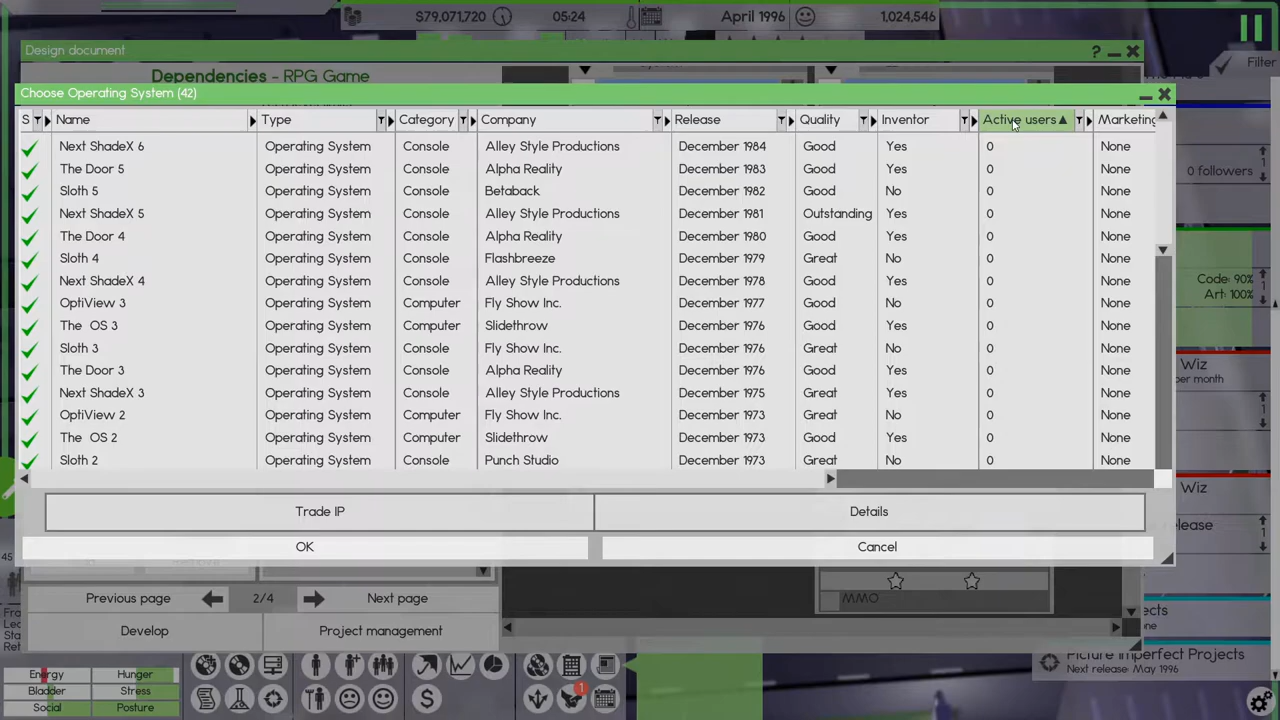 $79,071,720 05:24 April 1996 1,024,546
Design document ?
Filter
Dependencies - RPG Game
Choose Operating System (42)
S Name Type Category Company Release Quality Inventor Active users▲ Marketing
Next ShadeX 6 Operating System Console Alley Style Productions December 1984 Good Yes 0 None
The Door 5 Operating System Console Alpha Reality December 1983 Good Yes 0 None
0 followers
Sloth 5 Operating System Console Betaback December 1982 Good No 0 None
Next ShadeX 5 Operating System Console Alley Style Productions December 1981 Outstanding Yes 0 None
The Door 4 Operating System Console Alpha Reality December 1980 Good Yes 0 None
Sloth 4 Operating System Console Flashbreeze December 1979 Great No 0 None
Next ShadeX 4 Operating System Console Alley Style Productions December 1978 Good Yes 0 None
Code: 90%
Art: 100%
OptiView 3 Operating System Computer Fly Show Inc. December 1977 Good No 0 None
The OS 3 Operating System Computer Slidethrow December 1976 Good Yes 0 None
Sloth 3 Operating System Console Fly Show Inc. December 1976 Great No 0 None
The Door 3 Operating System Console Alpha Reality December 1976 Good Yes 0 None
Wiz
per month
Next ShadeX 3 Operating System Console Alley Style Productions December 1975 Great Yes 0 None
OptiView 2 Operating System Computer Fly Show Inc. December 1973 Great No 0 None
The OS 2 Operating System Computer Slidethrow December 1973 Good Yes 0 None
Sloth 2 Operating System Console Punch Studio December 1973 Great No 0 None
Wiz
elease
Trade IP Details
OK Cancel
45
Previous page 2/4 Next page
MMO
Develop Project management
Picture Imperfect Projects
Next release: May 1996
Energy Hunger
Bladder Stress
Social Posture
1